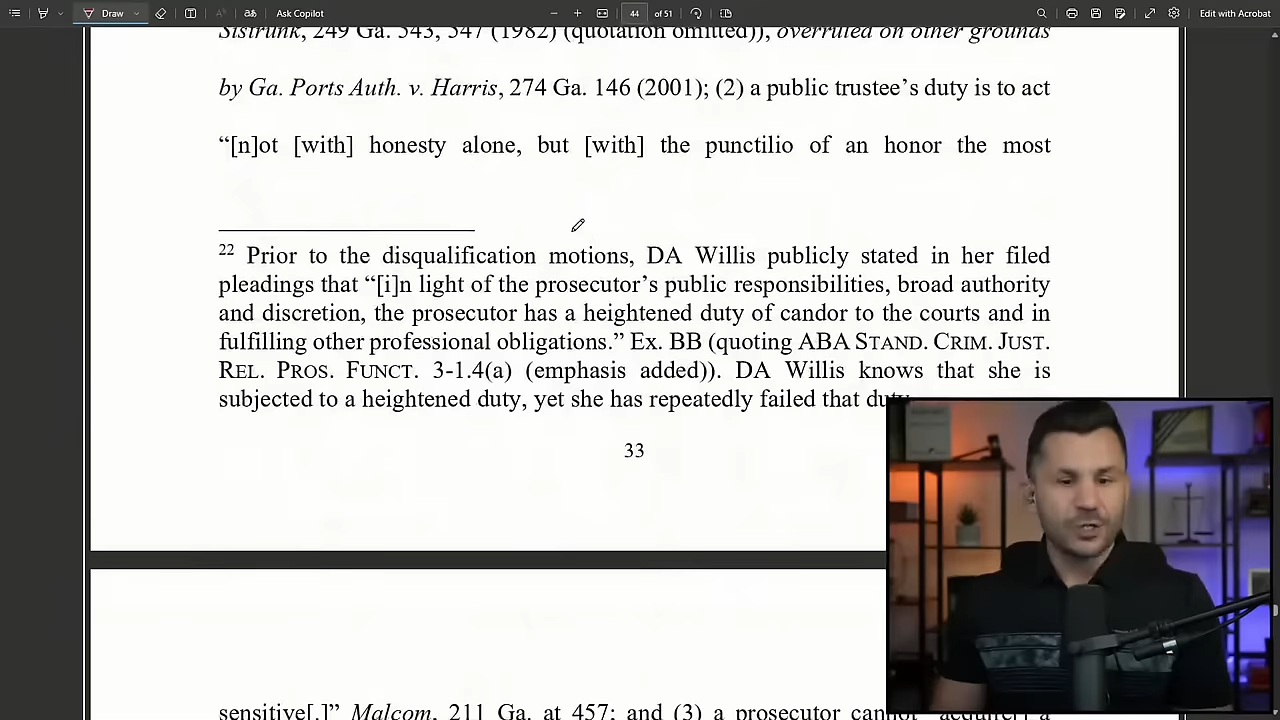 Draw
Ask Copilot
44 of 51
Edit with Acrobat
Sistrunk, 249 Ga. 543, 547 (1982) (quotation omitted)), overruled on other grounds
by Ga. Ports Auth. v. Harris, 274 Ga. 146 (2001); (2) a public trustee’s duty is to act
“[n]ot [with] honesty alone, but [with] the punctilio of an honor the most
22 Prior to the disqualification motions, DA Willis publicly stated in her filed
pleadings that “[i]n light of the prosecutor’s public responsibilities, broad authority
and discretion, the prosecutor has a heightened duty of candor to the courts and in
fulfilling other professional obligations.” Ex. BB (quoting ABA STAND. CRIM. JUST.
REL. PROS. FUNCT. 3-1.4(a) (emphasis added)). DA Willis knows that she is
subjected to a heightened duty, yet she has repeatedly failed that duty
33
sensitive[.]” Malcom, 211 Ga. at 457; and (3) a prosecutor cannot “acquire[] a